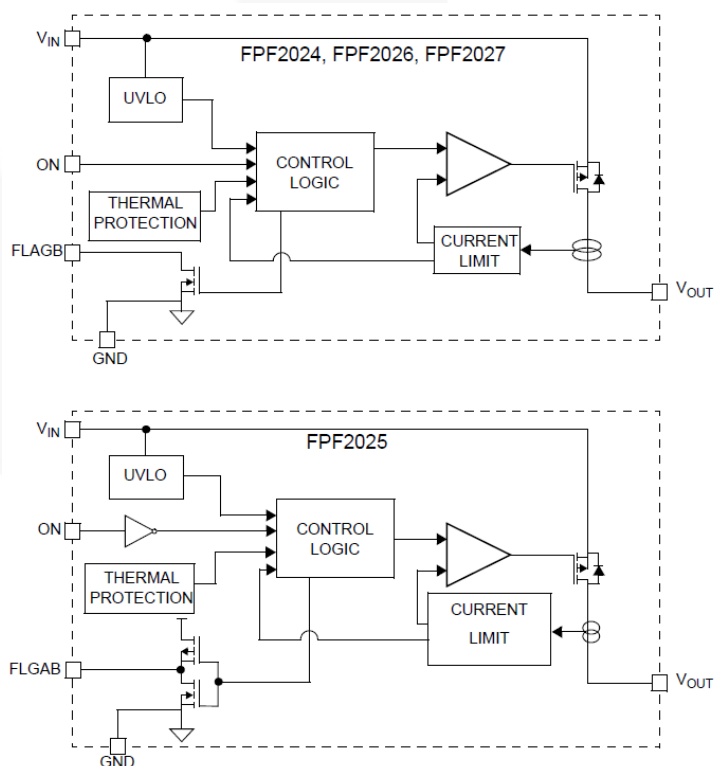 VIN
FPF2024, FPF2026, FPF2027
UVLO
ON
CONTROL
LOGIC
THERMAL
PROTECTION
FLAGB
CURRENT
LIMIT
VOUT
GND
VIN
FPF2025
UVLO
ON
CONTROL
LOGIC
THERMAL
PROTECTION
CURRENT
LIMIT
FLGAB
VOUT
GND